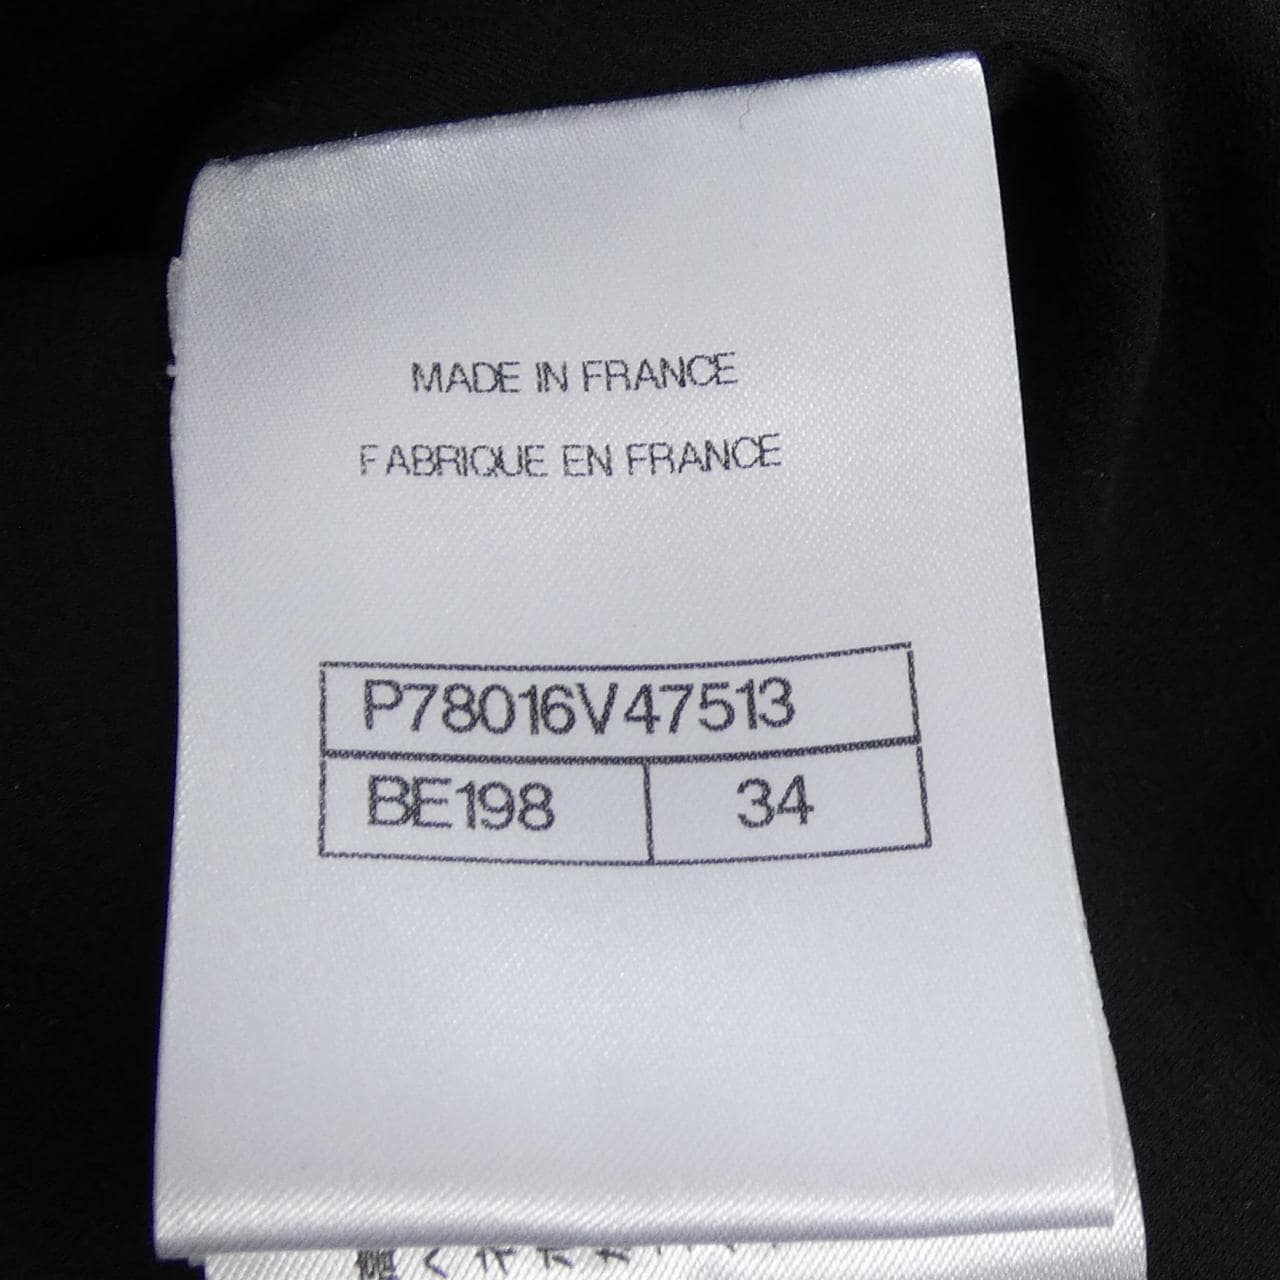 MADE IN FRANCE
FABRIQUE EN FRANCE
P78016V47513
BE198 34